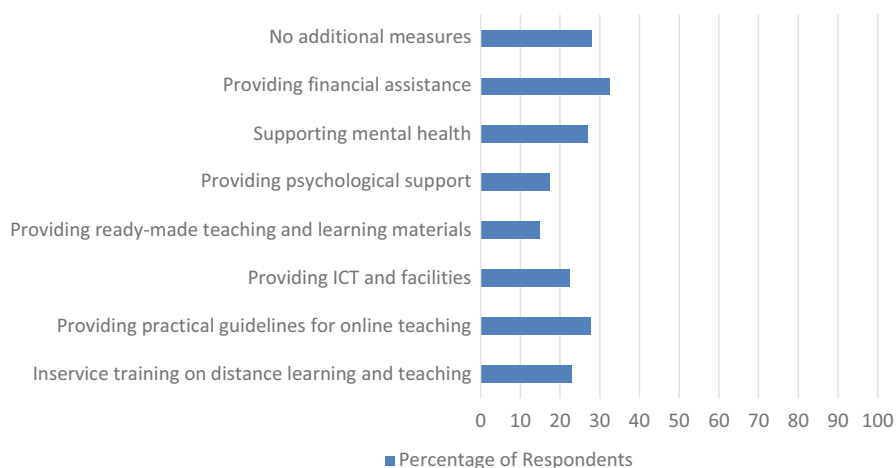 No additional measures
Providing financial assistance
Supporting mental health
Providing psychological support
Providing ready-made teaching and learning materials
Providing ICT and facilities
Providing practical guidelines for online teaching
Inservice training on distance learning and teaching
0 10 20 30 40 50 60 70 80 90 100
Percentage of Respondents